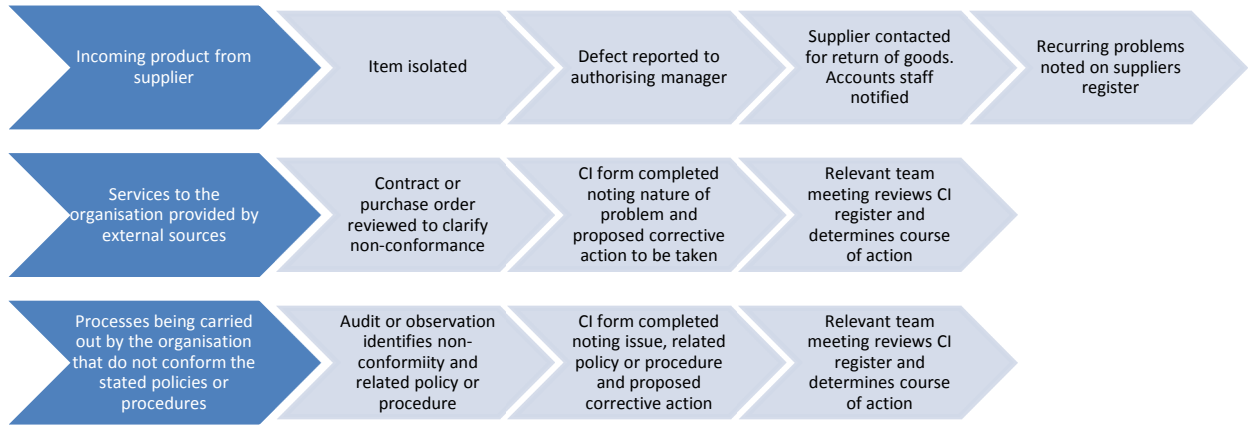 Incoming product from
supplier
Item isolated
Defect reported to
authorising manager
Supplier contacted
for return of goods.
Accounts staff
notified
Recurring problems
noted on suppliers
register
Services to the
organisation provided by
external sources
Contract or
purchase order
reviewed to clarify
non-conformance
CI form completed
noting nature of
problem and
proposed corrective
action to be taken
Relevant team
meeting reviews CI
register and
determines course
of action
Processes being carried
out by the organisation
that do not conform the
stated policies or
procedures
Audit or observation
identifies non-
conformiity and
related policy or
procedure
CI form completed
noting issue, related
policy or procedure
and proposed
corrective action
Relevant team
meeting reviews CI
register and
determines course
of action